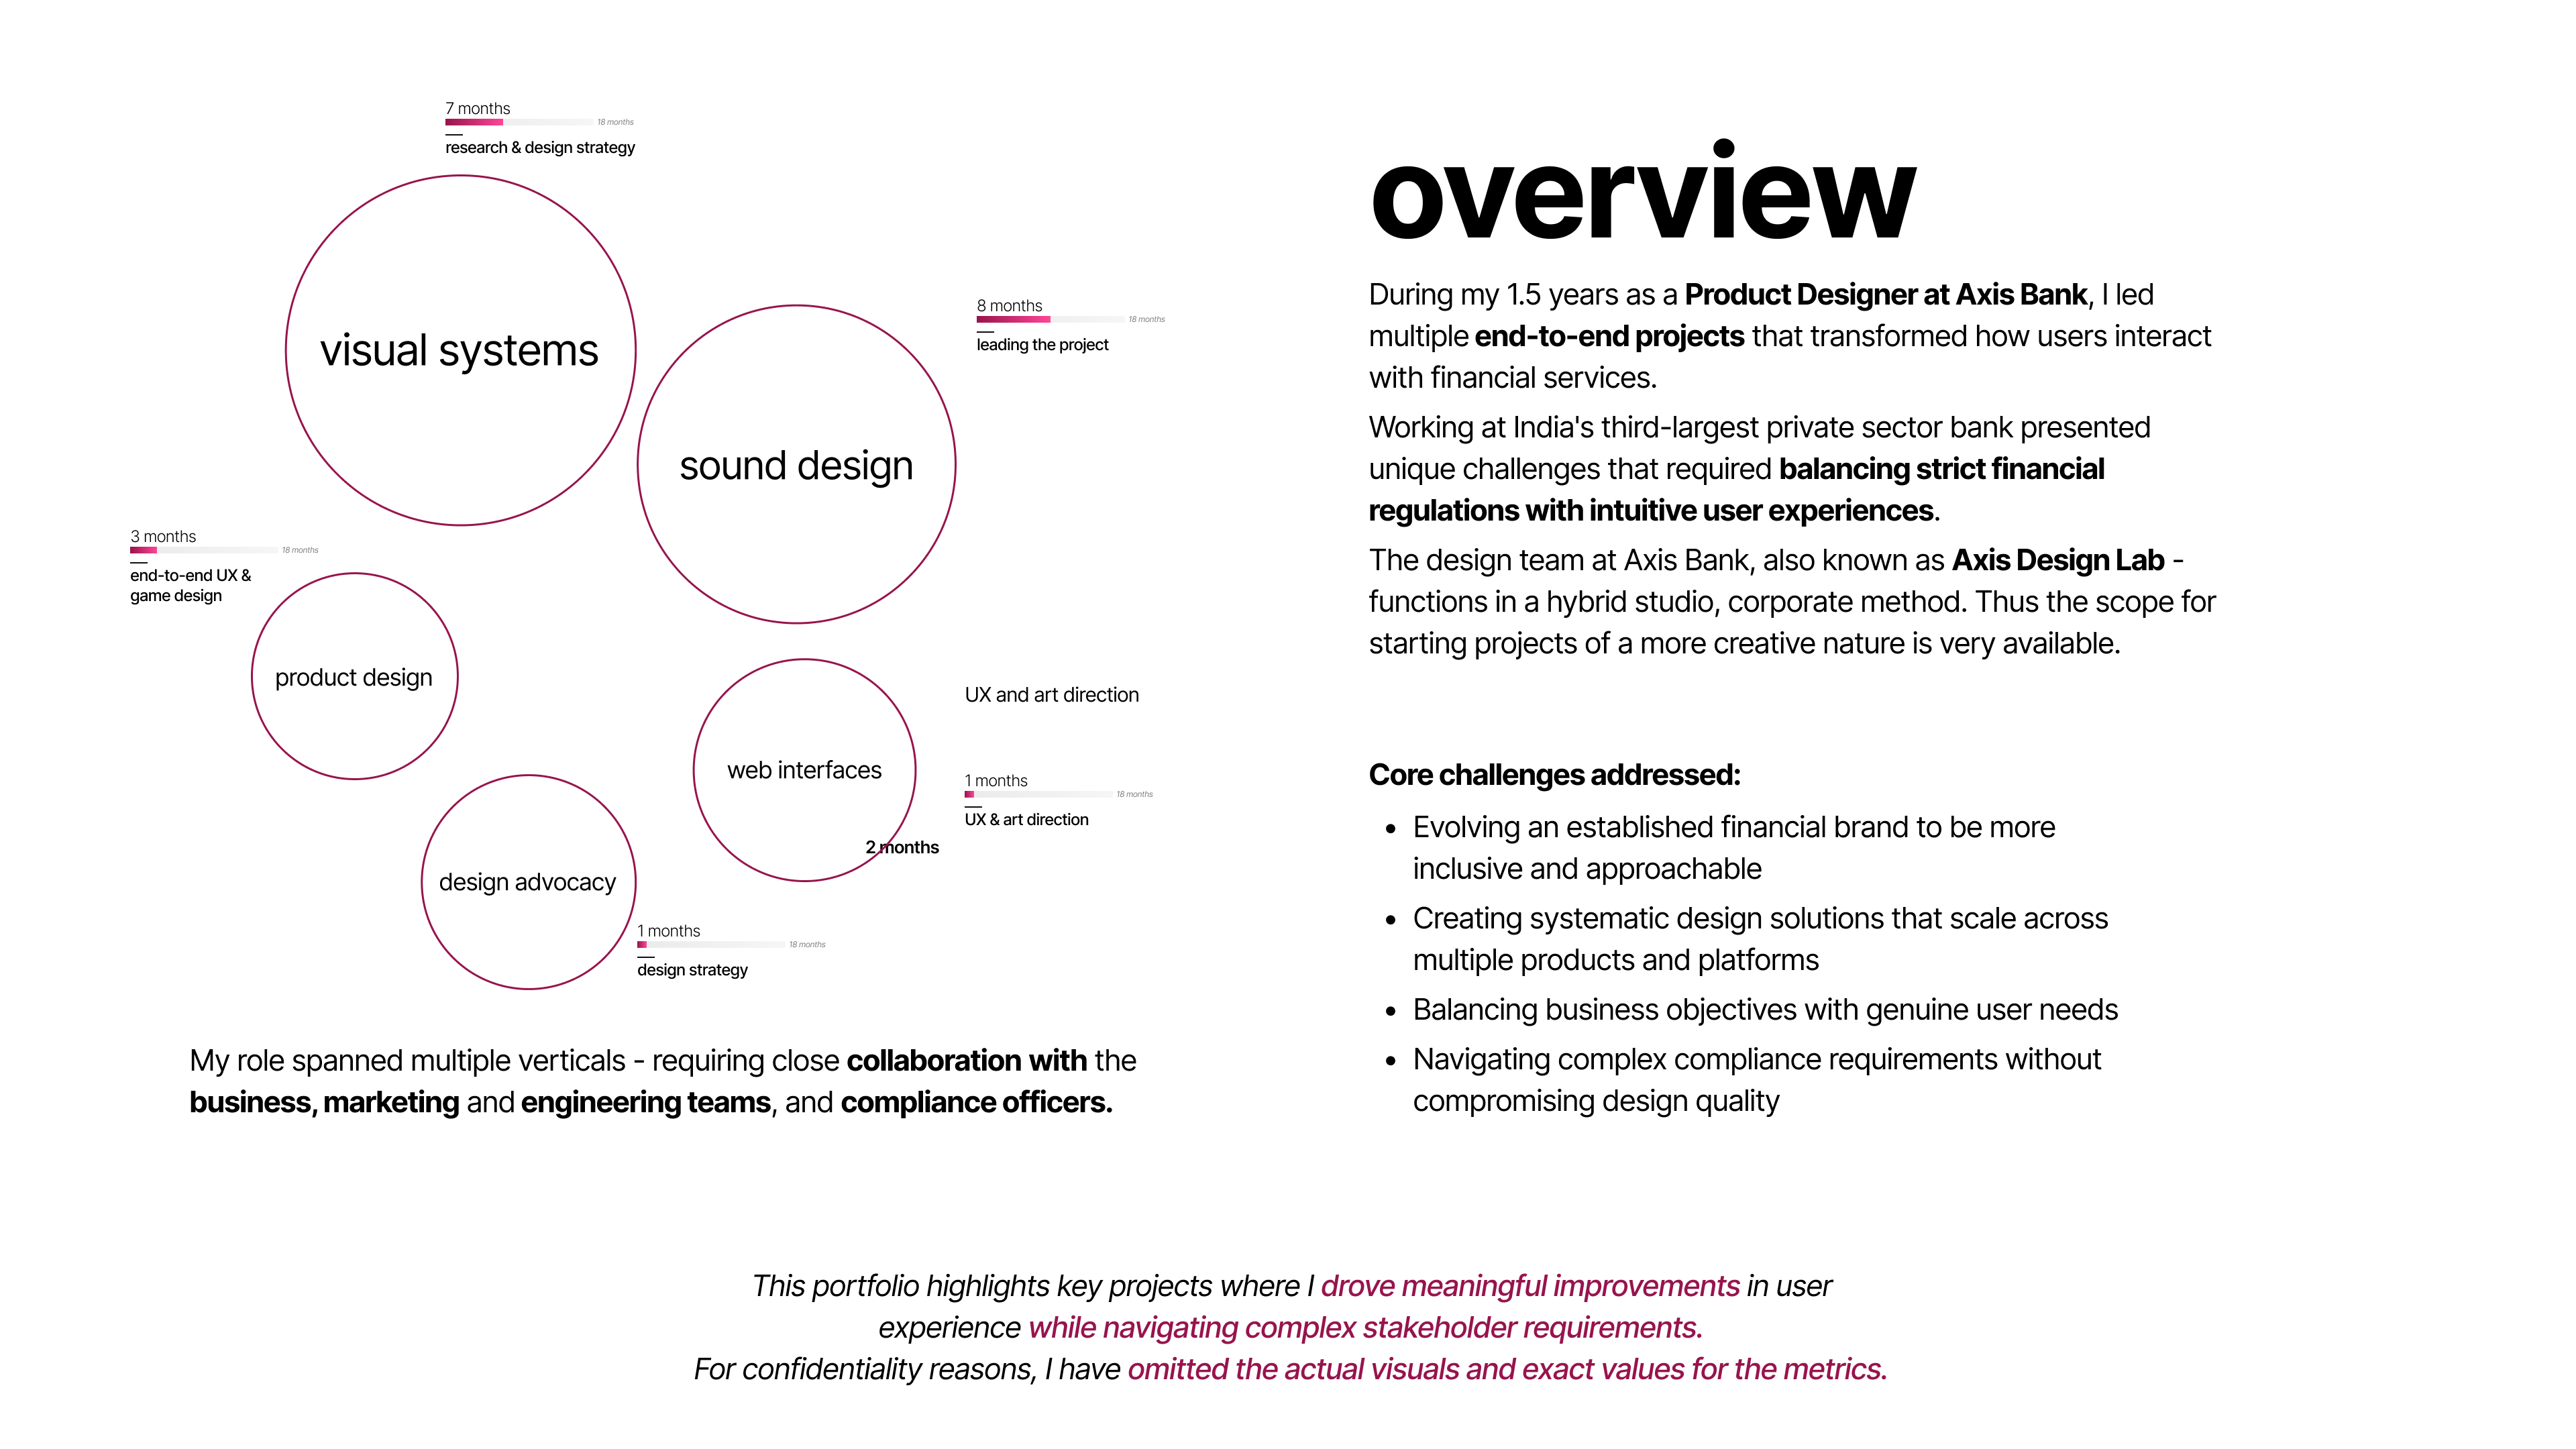 7 months
18 months
research & design strategy
visual systems
8 months
18 months
leading the project
sound design
3 months
18 months
end-to-end UX &
game design
product design
UX and art direction
web interfaces
1 months
18 months
UX & art direction
2 months
design advocacy
1 months
18 months
design strategy
My role spanned multiple verticals - requiring close collaboration with the
business, marketing and engineering teams, and compliance officers.
overview
During my 1.5 years as a Product Designer at Axis Bank, I led
multiple end-to-end projects that transformed how users interact
with financial services.
Working at India's third-largest private sector bank presented
unique challenges that required balancing strict financial
regulations with intuitive user experiences.
The design team at Axis Bank, also known as Axis Design Lab -
functions in a hybrid studio, corporate method. Thus the scope for
starting projects of a more creative nature is very available.
Core challenges addressed:
• Evolving an established financial brand to be more
inclusive and approachable
• Creating systematic design solutions that scale across
multiple products and platforms
• Balancing business objectives with genuine user needs
• Navigating complex compliance requirements without
compromising design quality
This portfolio highlights key projects where I drove meaningful improvements in user
experience while navigating complex stakeholder requirements.
For confidentiality reasons, I have omitted the actual visuals and exact values for the metrics.